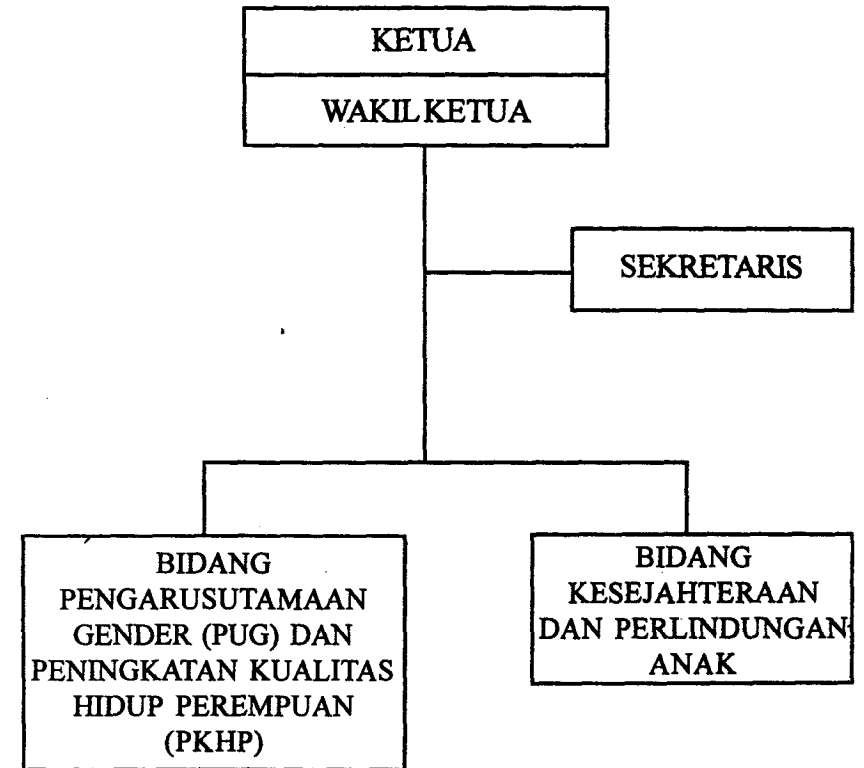 KETUA
WAKIL KETUA
SEKRETARIS
BIDANG
PENGARUSUTAMAAN
GENDER (PUG) DAN
PENINGKATAN KUALITAS
HIDUP PEREMPUAN
(PKHP)
BIDANG
KESEJAHTERAAN
DAN PERLINDUNGAN
ANAK